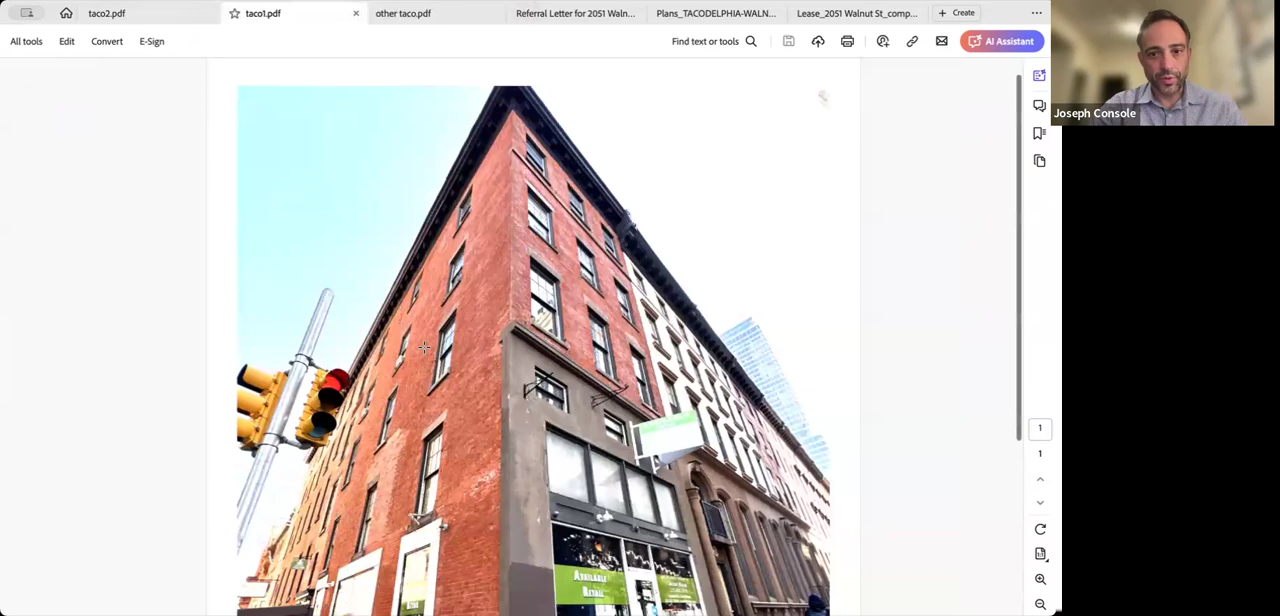 taco2.pdf
taco1.pdf
other taco.pdf
Referral Letter for 2051 Waln...
Plans_TACODELPHIA-WALN...
Lease_2051 Walnut St_comp...
Create
All tools
Edit
Convert
E-Sign
Find text or tools
AI Assistant
Joseph Console
1
1
AVAILABLE
RETAIL